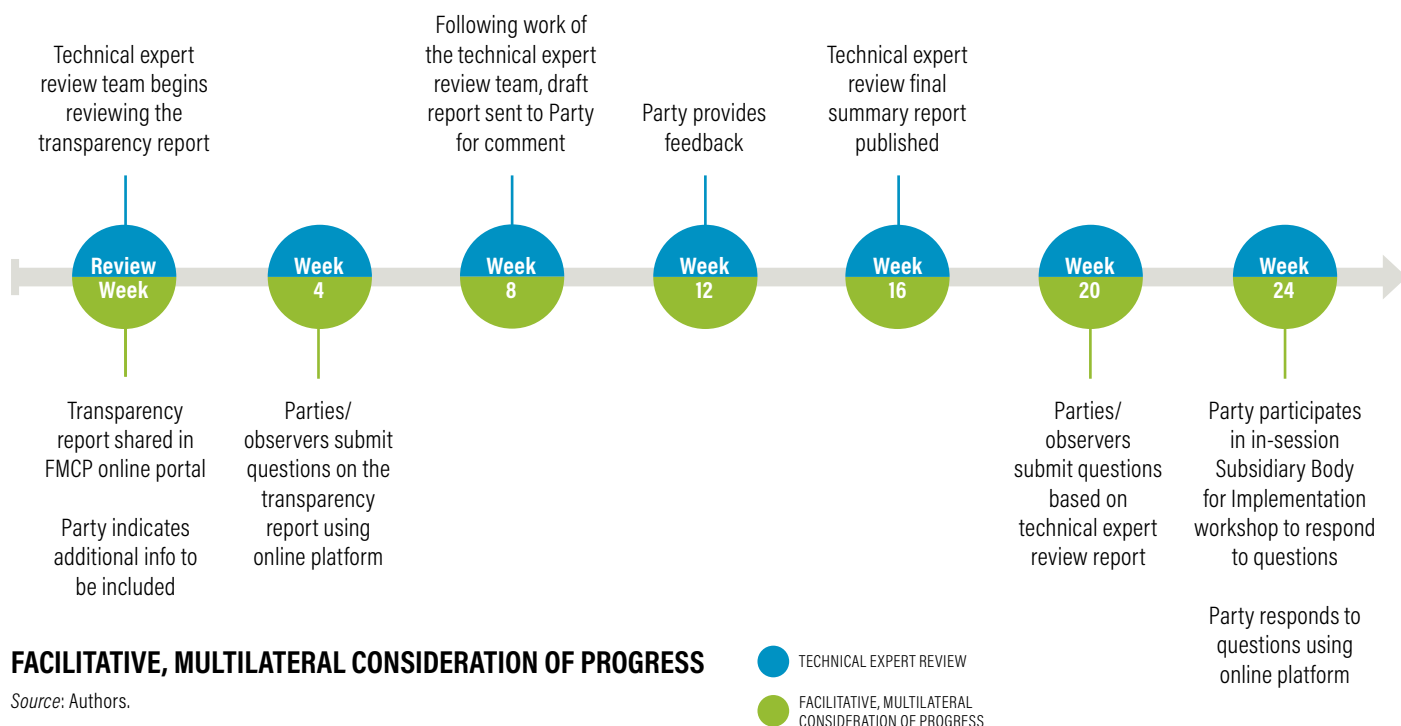 Technical expert
review team begins
reviewing the
transparency report
Following work of
the technical expert
review team, draft
report sent to Party
for comment
Party provides
feedback
Technical expert
review final
summary report
published
Review
Week
Week
4
Week
8
Week
12
Week
16
Week
20
Week
24
Transparency
report shared in
FMCP online portal
Party indicates
additional info to
be included
Parties/
observers submit
questions on the
transparency
report using
online platform
Parties/
observers
submit questions
based on
technical expert
review report
Party participates
in in-session
Subsidiary Body
for Implementation
workshop to respond
to questions
Party responds to
questions using
online platform
FACILITATIVE, MULTILATERAL CONSIDERATION OF PROGRESS
Source: Authors.
TECHNICAL EXPERT REVIEW
FACILITATIVE, MULTILATERAL
CONSIDERATION OF PROGRESS